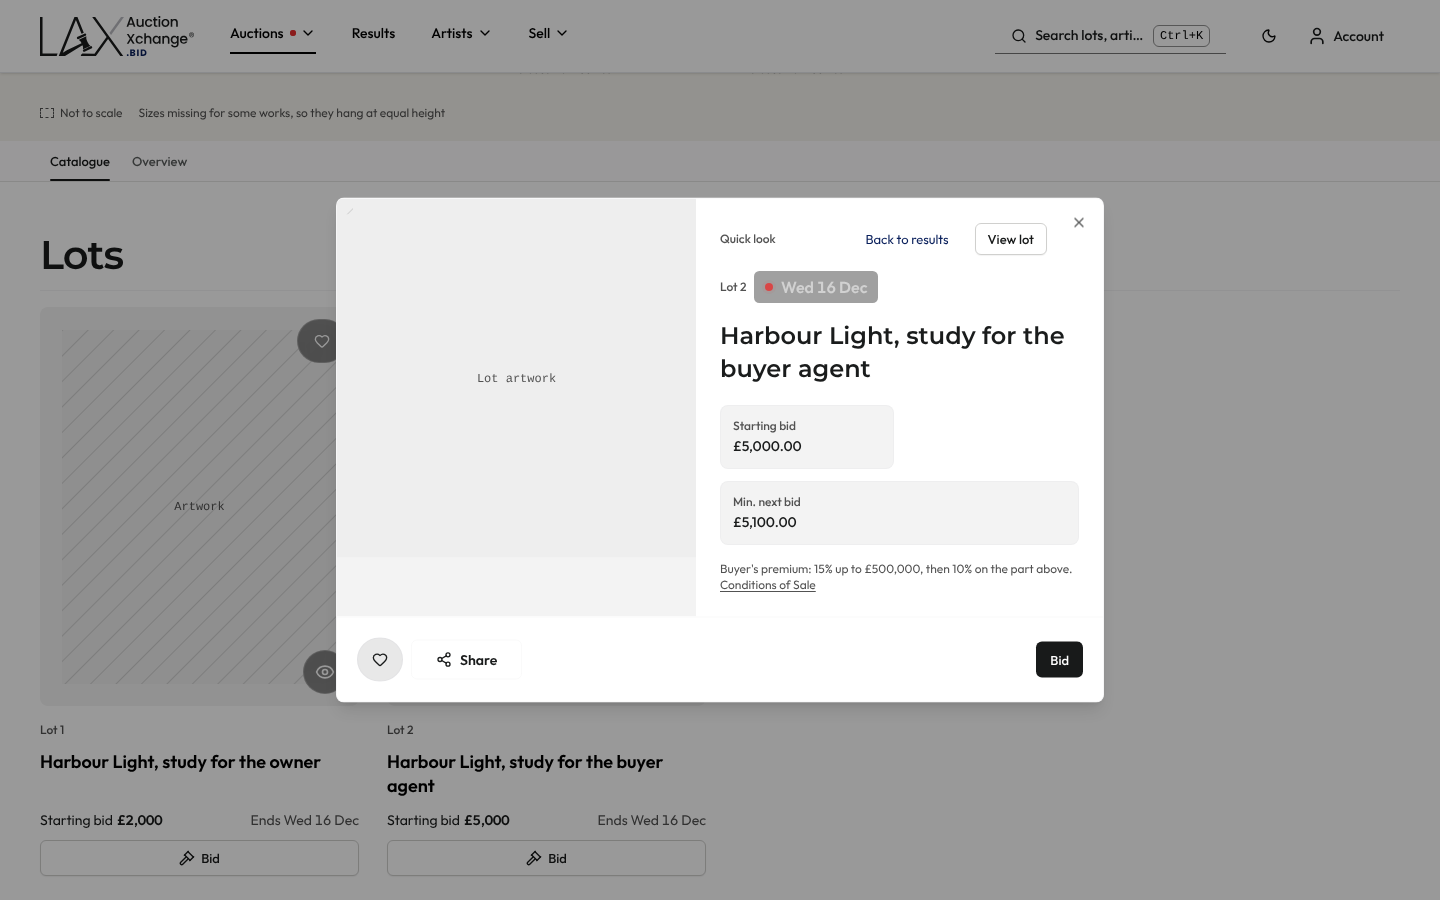 LAX Auction Xchange® .BID
Auctions
Results
Artists
Sell
Search lots, arti...
Ctrl+K
Account
Not to scale
Sizes missing for some works, so they hang at equal height
Catalogue
Overview
Lots
Quick look
Back to results
View lot
Lot 2
Wed 16 Dec
Harbour Light, study for the
buyer agent
Lot artwork
Starting bid
£5,000.00
Min. next bid
£5,100.00
Buyer's premium: 15% up to £500,000, then 10% on the part above.
Conditions of Sale
Share
Bid
Artwork
Lot 1
Harbour Light, study for the owner
Starting bid £2,000
Ends Wed 16 Dec
Bid
Lot 2
Harbour Light, study for the buyer
agent
Starting bid £5,000
Ends Wed 16 Dec
Bid